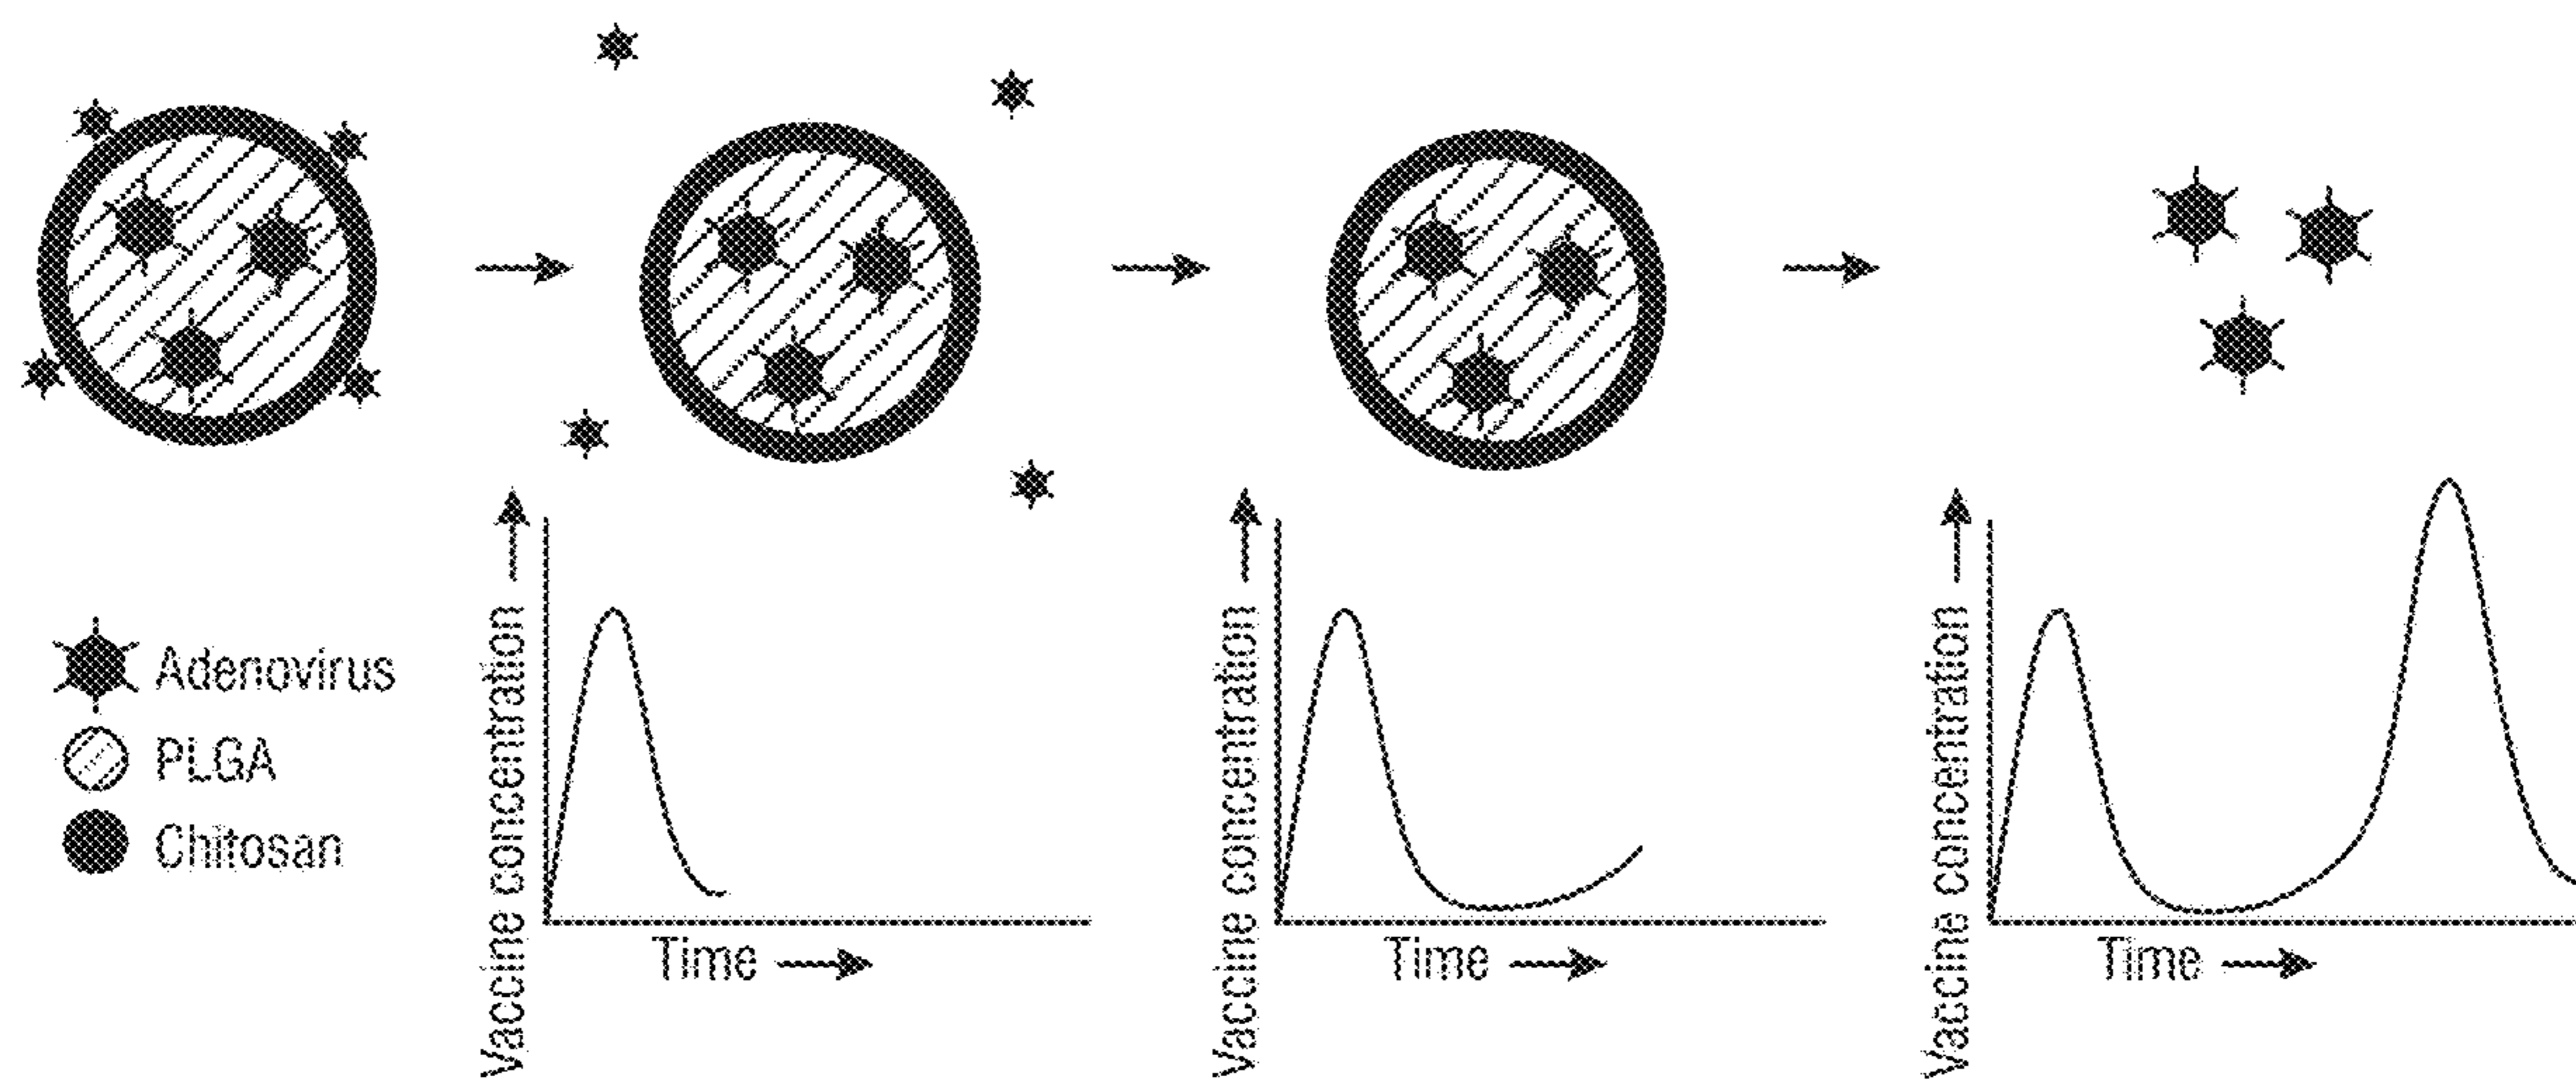 Adenovirus
PLGA
Chitosan
Vaccine concentration
Time
Vaccine concentration
Time
Vaccine concentration
Time